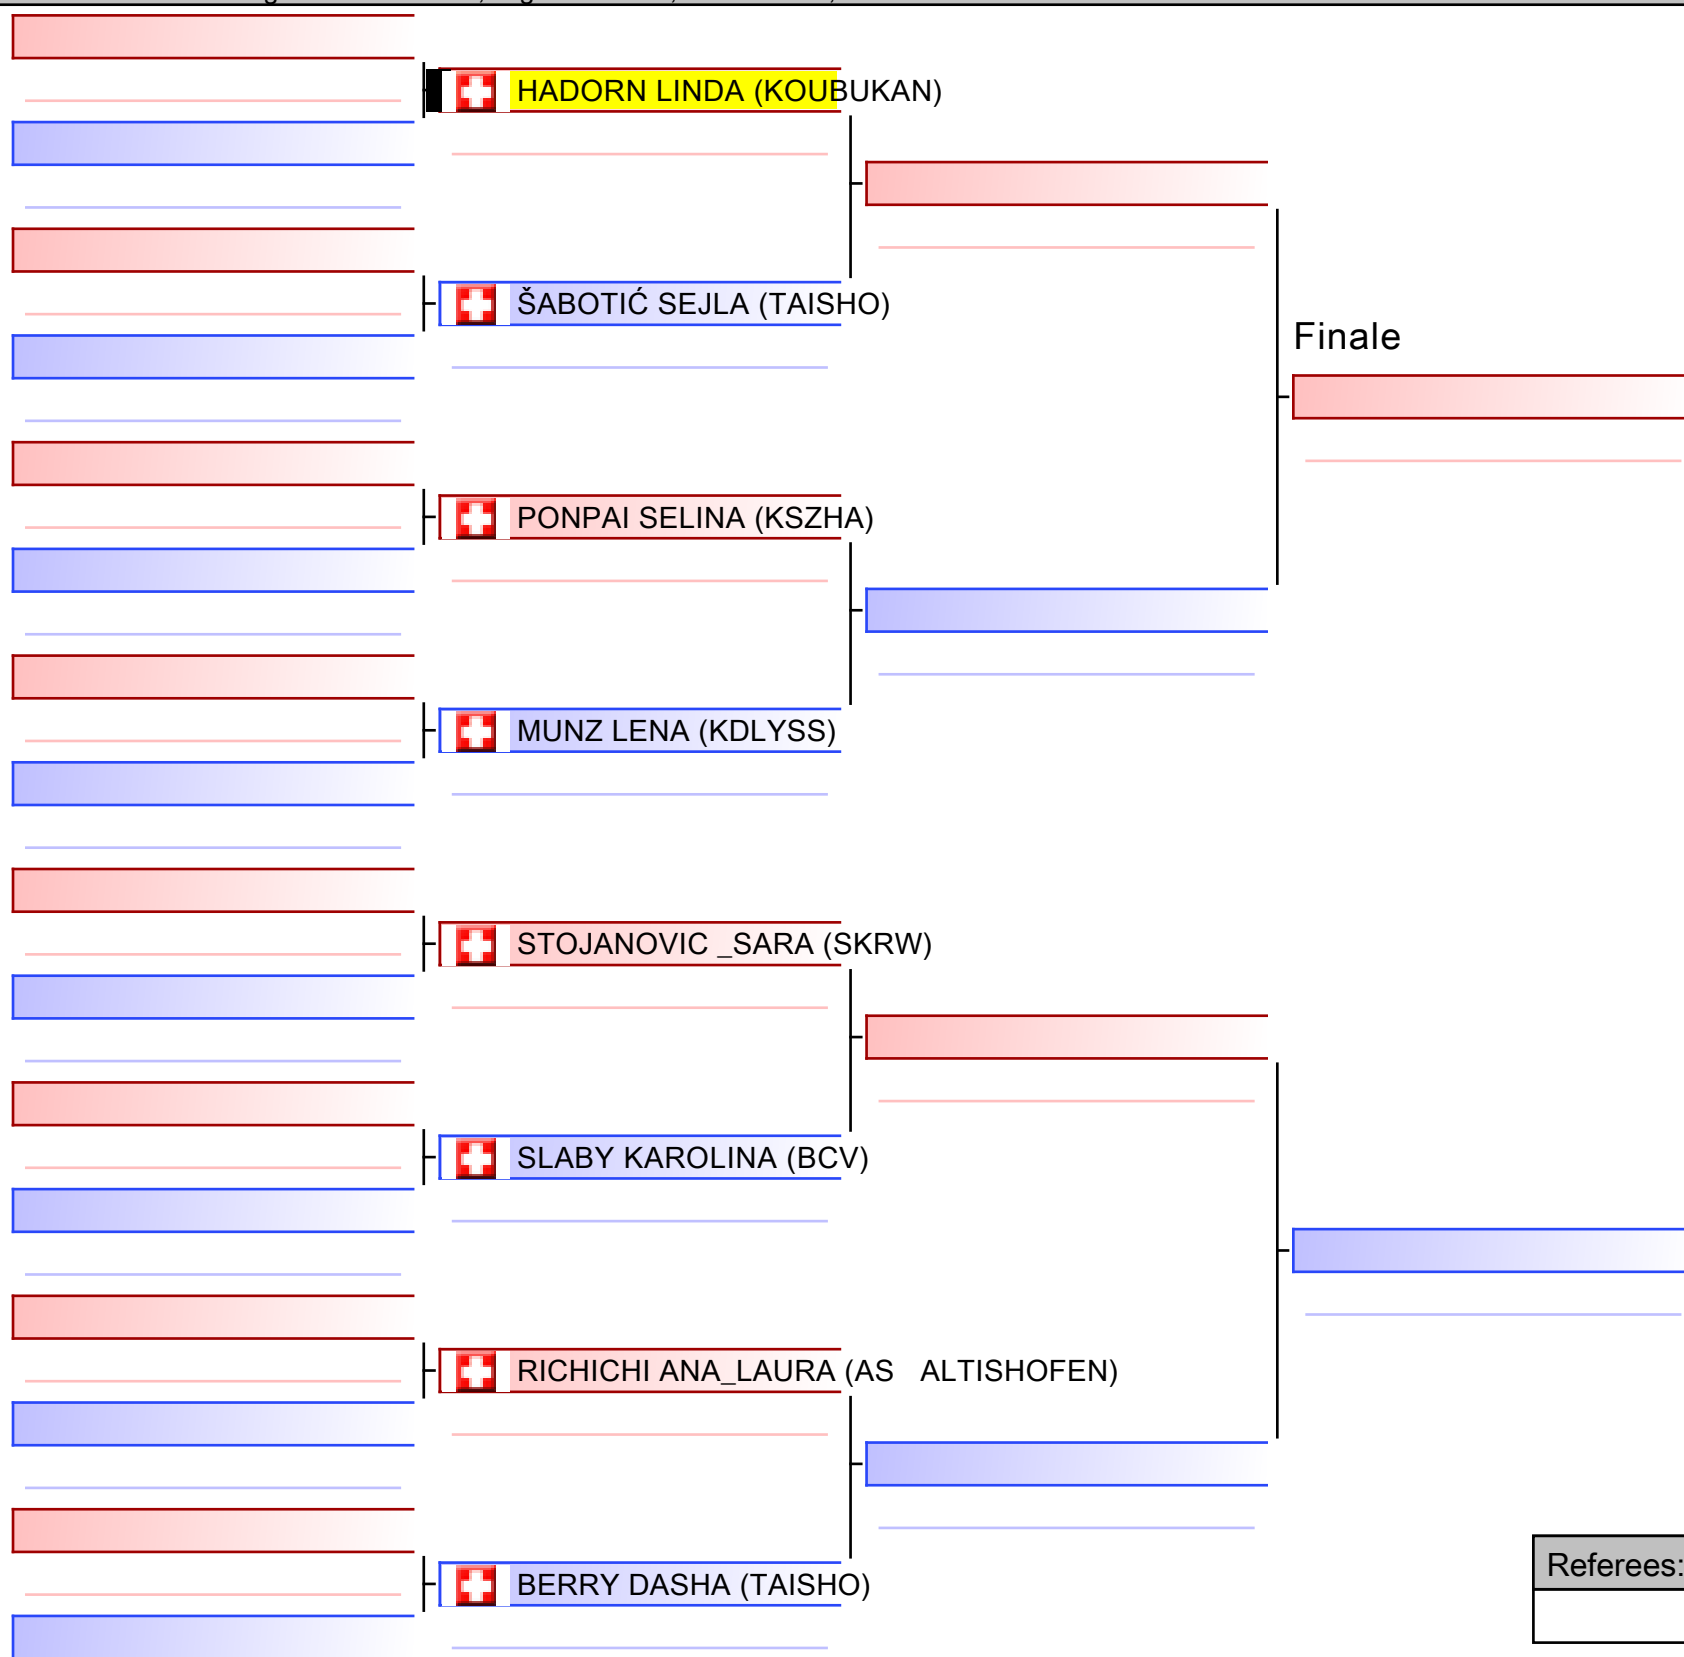 HADORN LINDA (KOUBUKAN)
ŠABOTIĆ SEJLA (TAISHO)
Finale
PONPAI SELINA (KSZHA)
MUNZ LENA (KDLYSS)
STOJANOVIC _SARA (SKRW)
SLABY KAROLINA (BCV)
RICHICHI ANA_LAURA (AS   ALTISHOFEN)
BERRY DASHA (TAISHO)
Referees: